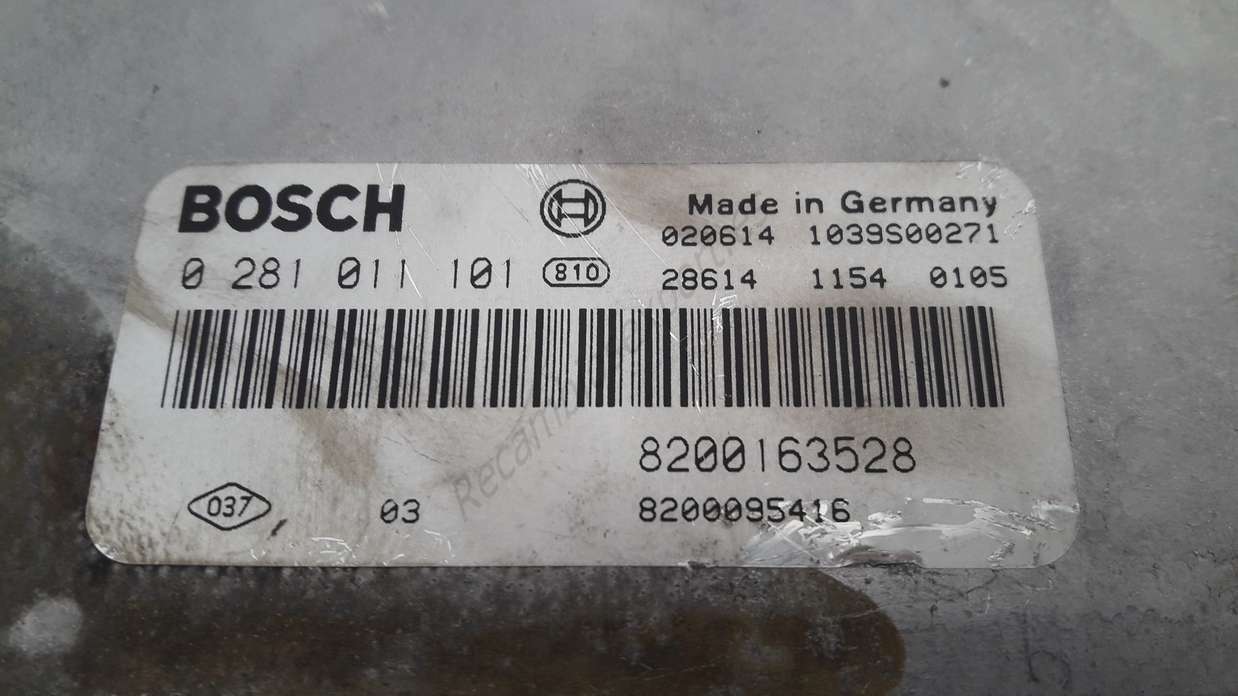 BOSCH
Made in Germany
020614 1039S00271
0 281 011 101 810 28614 1154 0105
8200163528
037 03 8200095416